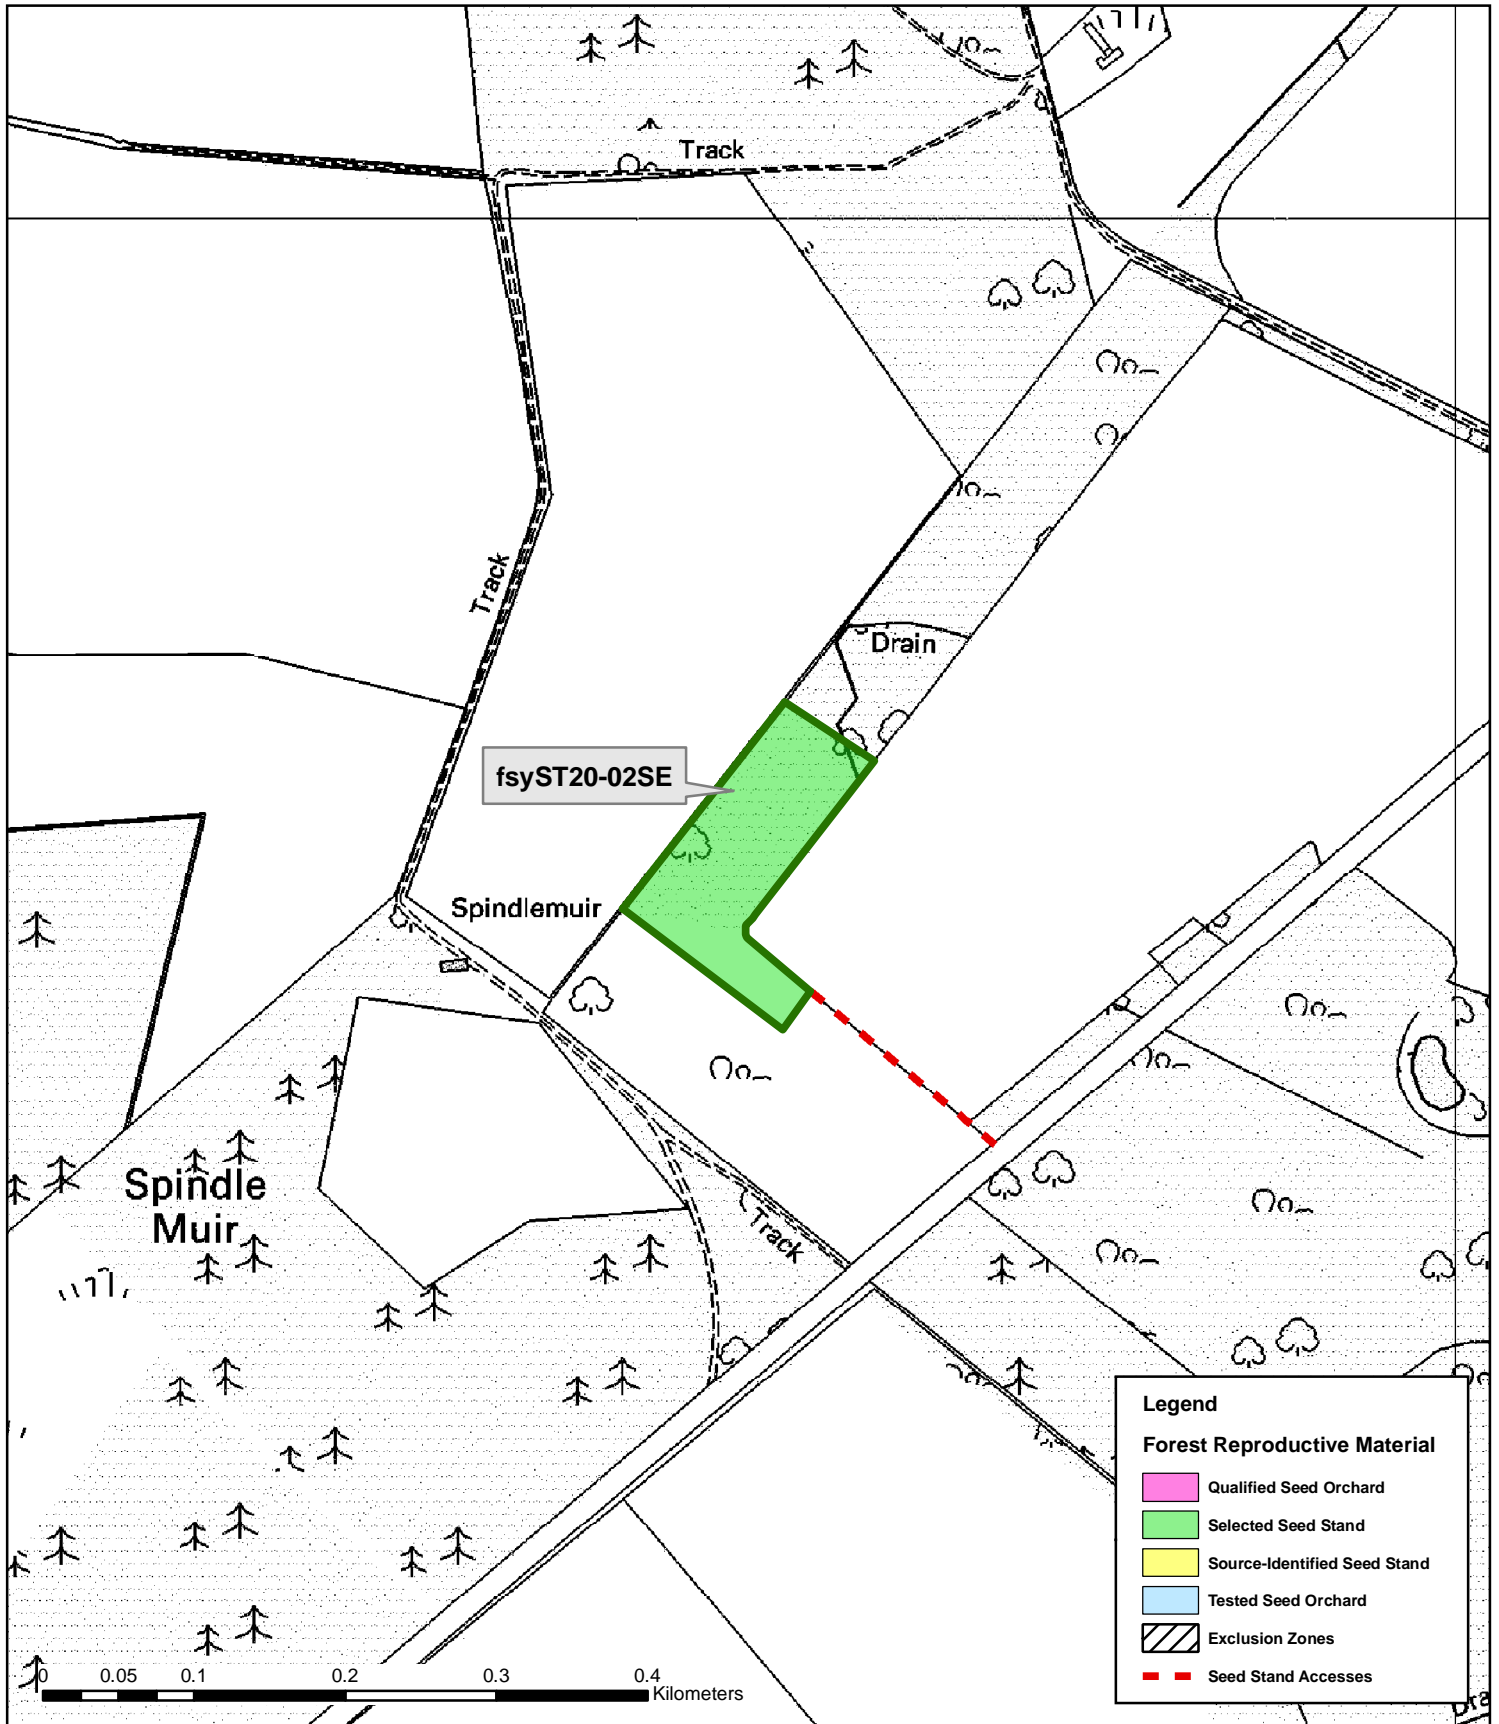 Track
Track
Drain
fsyST20-02SE
Spindlemuir
Spindle
Muir
Track
Legend
Forest Reproductive Material
Qualified Seed Orchard
Selected Seed Stand
Source-Identified Seed Stand
Tested Seed Orchard
Exclusion Zones
Seed Stand Accesses
0 0.05 0.1 0.2 0.3 0.4
Kilometers